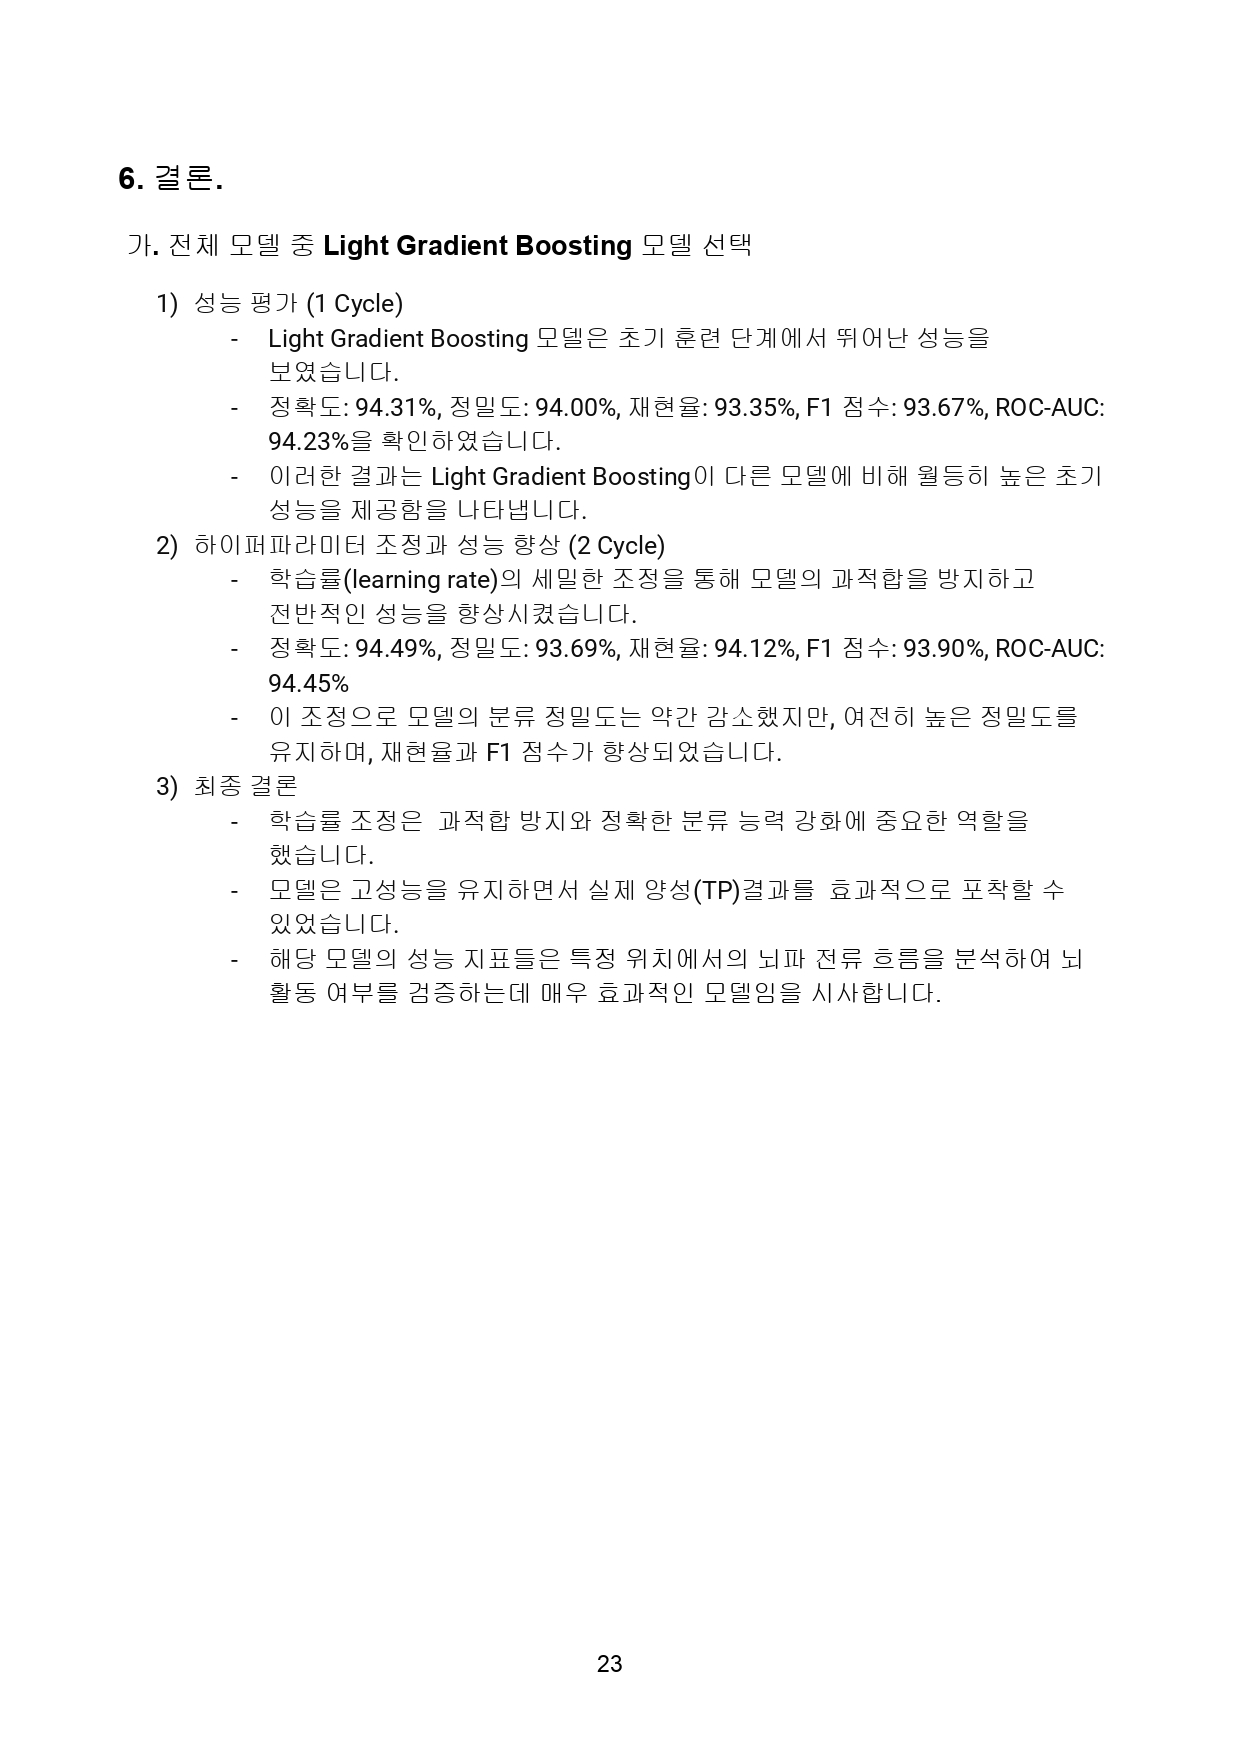 6. 결론.
가. 전체 모델 중 Light Gradient Boosting 모델 선택
1) 성능 평가 (1 Cycle)
- Light Gradient Boosting 모델은 초기 훈련 단계에서 뛰어난 성능을
보였습니다.
- 정확도: 94.31%, 정밀도: 94.00%, 재현율: 93.35%, F1 점수: 93.67%, ROC-AUC:
94.23%을 확인하였습니다.
- 이러한 결과는 Light Gradient Boosting이 다른 모델에 비해 월등히 높은 초기
성능을 제공함을 나타냅니다.
2) 하이퍼파라미터 조정과 성능 향상 (2 Cycle)
- 학습률(learning rate)의 세밀한 조정을 통해 모델의 과적합을 방지하고
전반적인 성능을 향상시켰습니다.
- 정확도: 94.49%, 정밀도: 93.69%, 재현율: 94.12%, F1 점수: 93.90%, ROC-AUC:
94.45%
- 이 조정으로 모델의 분류 정밀도는 약간 감소했지만, 여전히 높은 정밀도를
유지하며, 재현율과 F1 점수가 향상되었습니다.
3) 최종 결론
- 학습률 조정은 과적합 방지와 정확한 분류 능력 강화에 중요한 역할을
했습니다.
- 모델은 고성능을 유지하면서 실제 양성(TP)결과를 효과적으로 포착할 수
있었습니다.
- 해당 모델의 성능 지표들은 특정 위치에서의 뇌파 전류 흐름을 분석하여 뇌
활동 여부를 검증하는데 매우 효과적인 모델임을 시사합니다.
23